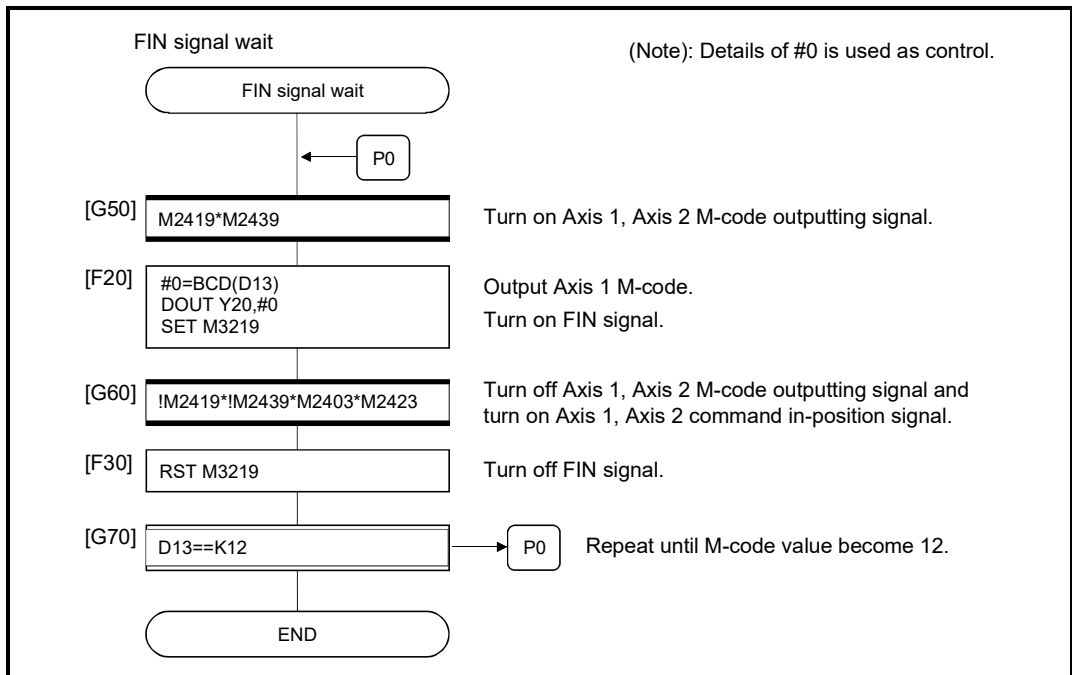 FIN signal wait
(Note): Details of #0 is used as control.
FIN signal wait
P0
[G50]
M2419*M2439
Turn on Axis 1, Axis 2 M-code outputting signal.
[F20]
#0=BCD(D13)
DOUT Y20,#0
SET M3219
Output Axis 1 M-code.
Turn on FIN signal.
[G60]
!M2419*!M2439*M2403*M2423
Turn off Axis 1, Axis 2 M-code outputting signal and
turn on Axis 1, Axis 2 command in-position signal.
[F30]
RST M3219
Turn off FIN signal.
[G70]
D13==K12
P0
Repeat until M-code value become 12.
END